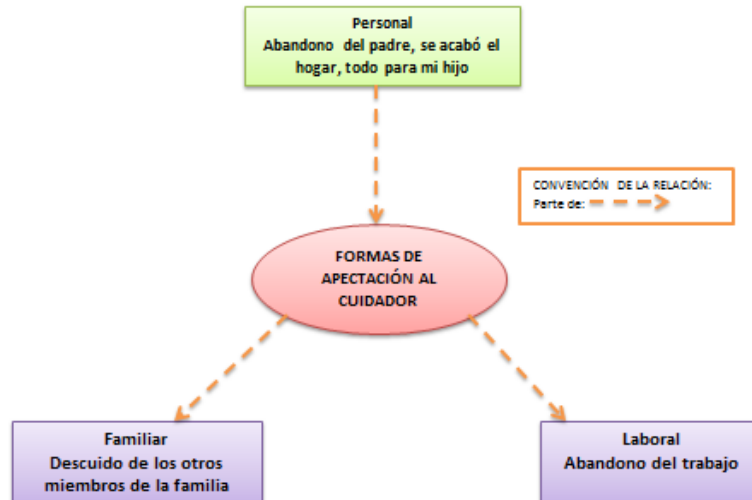 Personal
Abandono del padre, se acabó el
hogar, todo para mi hijo
CONVENCIÓN DE LA RELACIÓN:
Parte de:
FORMAS DE
APECTACIÓN AL
CUIDADOR
Familiar
Descuido de los otros
miembros de la familia
Laboral
Abandono del trabajo